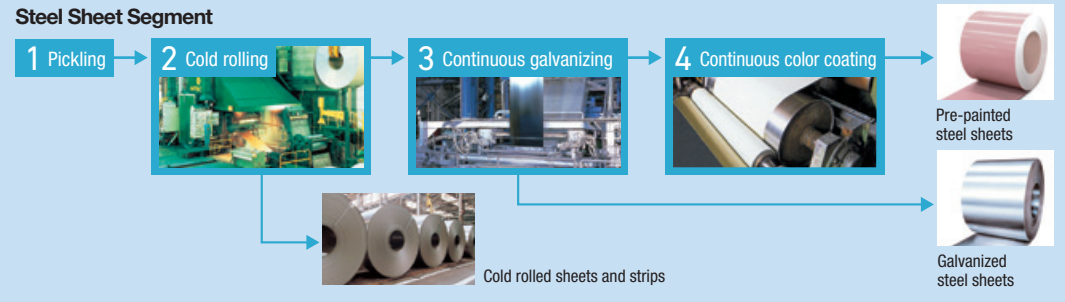 Steel Sheet Segment
1 Pickling
2 Cold rolling
3 Continuous galvanizing
4 Continuous color coating
Pre-painted
steel sheets
Cold rolled sheets and strips
Galvanized
steel sheets